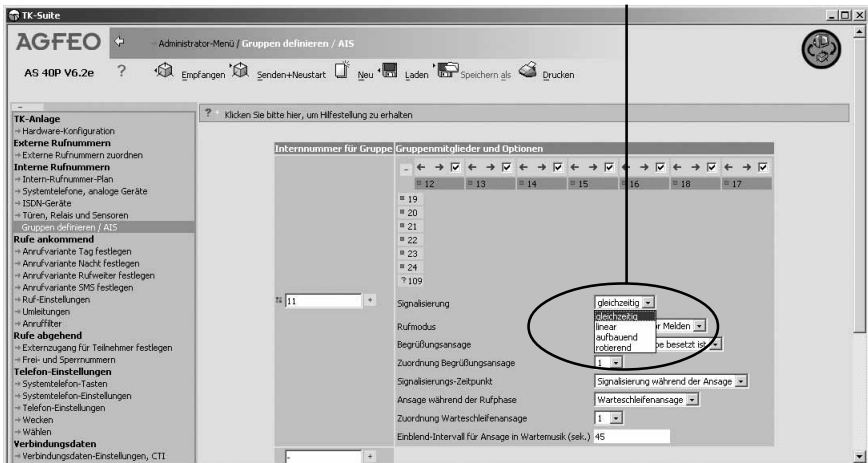 TK-Suite
AGFEO
Administrator-Menü / Gruppen definieren / AIS
AS 40P V6.2e ? Empfangen Senden+Neustart Neu Laden Speichern als Drucken
? Klicken Sie bitte hier, um Hilfestellung zu erhalten
TK-Anlage
Hardware-Konfiguration
Externe Rufnummern
Externe Rufnummern zuordnen
Interne Rufnummern
Intern-Rufnummer-Plan
Systemtelefone, analoge Geräte
ISDN-Geräte
Türen, Relais und Sensoren
Gruppen definieren / AIS
Rufe ankommend
Anrufvariante Tag festlegen
Anrufvariante Nacht festlegen
Anrufvariante Rufweiter festlegen
Anrufvariante SMS festlegen
Ruf-Einstellungen
Umleitungen
Anruffilter
Rufe abgehend
Externzugang für Teilnehmer festlegen
Frei- und Sperrnummern
Telefon-Einstellungen
Systemtelefon-Tasten
Systemtelefon-Einstellungen
Telefon-Einstellungen
Wecken
Wählen
Verbindungsdaten
Verbindungsdaten-Einstellungen, CTI
Internnummer für Gruppe Gruppenmitglieder und Optionen
12 13 14 15 16 18 17
19
20
21
22
23
24
? 109
11 +
Signalisierung gleichzeitig
gleichzeitig
linear
aufbauend
rotierend
Rufmodus Melden
Begrüßungsansage besetzt ist
Zuordnung Begrüßungsansage 1
Signalisierungs-Zeitpunkt Signalisierung während der Ansage
Ansage während der Rufphase Warteschleifenansage
Zuordnung Warteschleifenansage 1
Einblend-Intervall für Ansage in Wartemusik (sek.) 45
- +